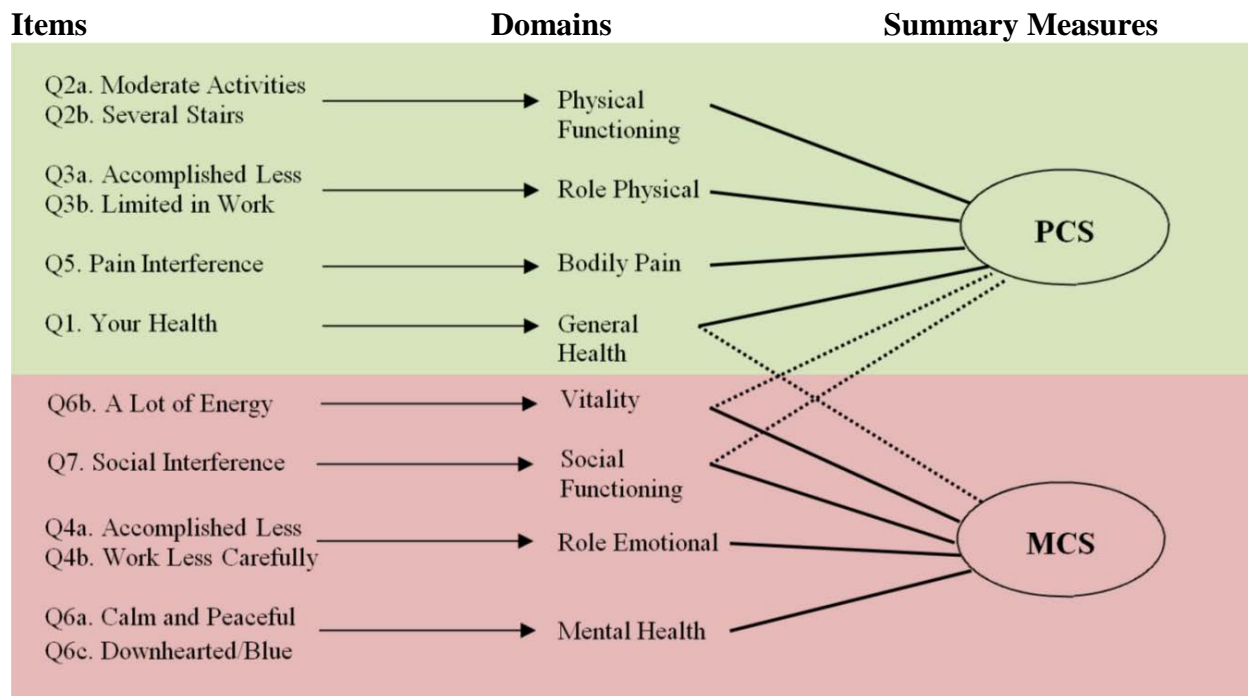 Items Domains Summary Measures
Q2a. Moderate Activities
Q2b. Several Stairs
Physical
Functioning
Q3a. Accomplished Less
Q3b. Limited in Work
Role Physical
Q5. Pain Interference
Bodily Pain
Q1. Your Health
General
Health
PCS
Q6b. A Lot of Energy
Vitality
Q7. Social Interference
Social
Functioning
Q4a. Accomplished Less
Q4b. Work Less Carefully
Role Emotional
Q6a. Calm and Peaceful
Q6c. Downhearted/Blue
Mental Health
MCS